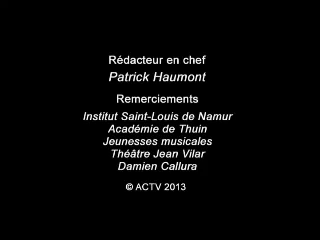 Rédacteur en chef
Patrick Haumont
Remerciements
Institut Saint-Louis de Namur
Académie de Thuin
Jeunesses musicales
Théâtre Jean Vilar
Damien Callura
© ACTV 2013